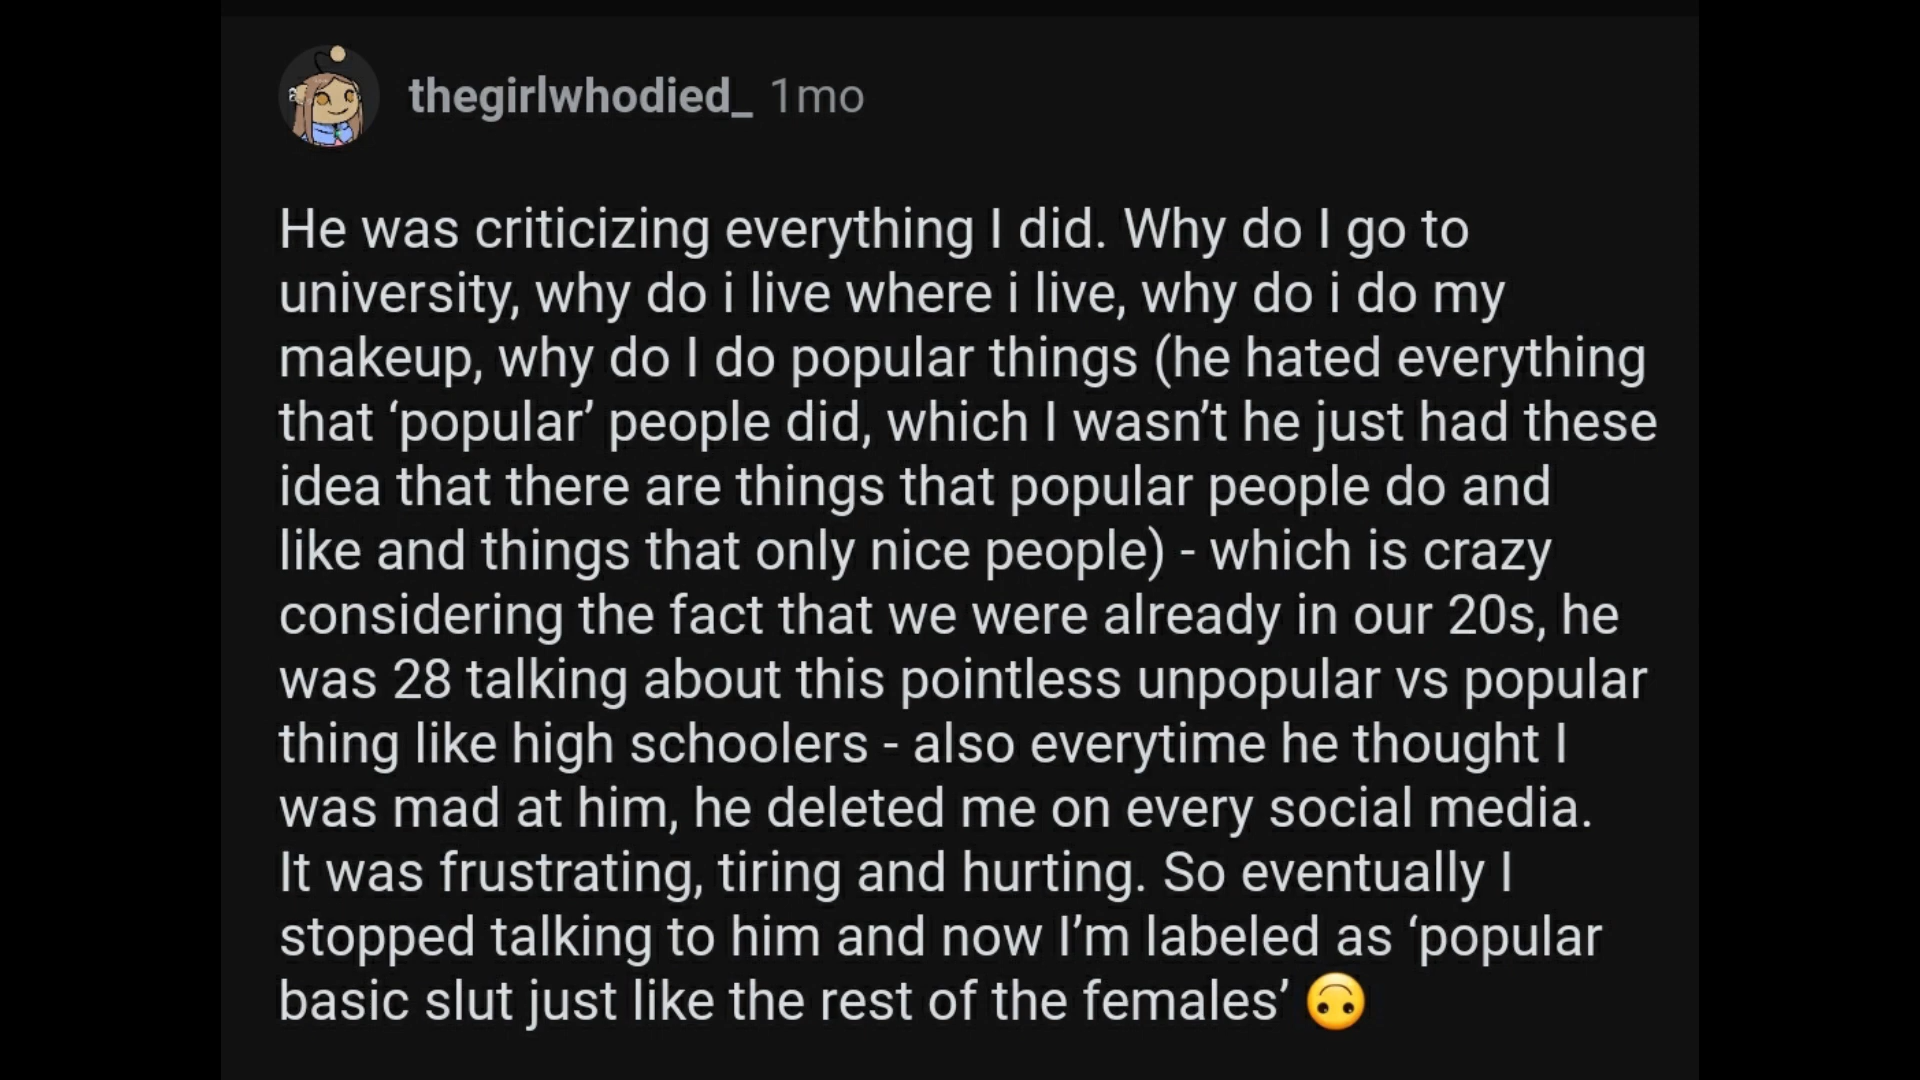 thegirlwhodied_ 1mo
He was criticizing everything I did. Why do I go to
university, why do i live where i live, why do i do my
makeup, why do I do popular things (he hated everything
that ‘popular’ people did, which I wasn’t he just had these
idea that there are things that popular people do and
like and things that only nice people) - which is crazy
considering the fact that we were already in our 20s, he
was 28 talking about this pointless unpopular vs popular
thing like high schoolers - also everytime he thought I
was mad at him, he deleted me on every social media.
It was frustrating, tiring and hurting. So eventually I
stopped talking to him and now I’m labeled as ‘popular
basic slut just like the rest of the females’ 🙃